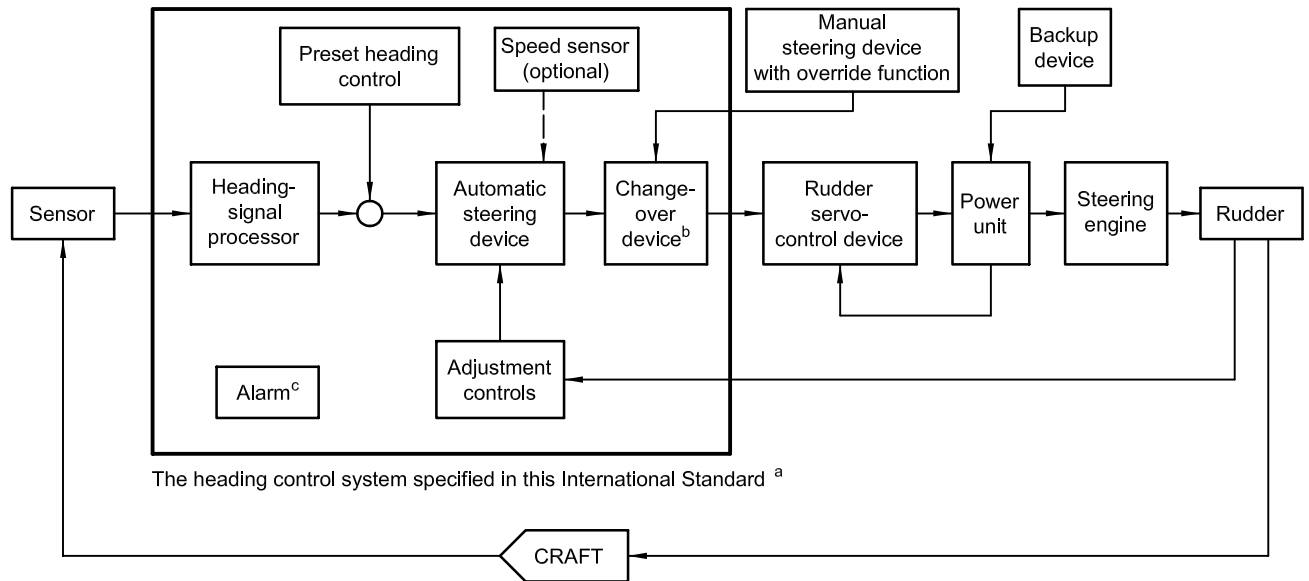 Preset heading
control
Speed sensor
(optional)
Manual
steering device
with override function
Backup
device
Sensor
Heading-
signal
processor
Automatic
steering
device
Change-
over
deviceᵇ
Rudder
servo-
control device
Power
unit
Steering
engine
Rudder
Alarmᶜ
Adjustment
controls
The heading control system specified in this International Standard ᵃ
CRAFT